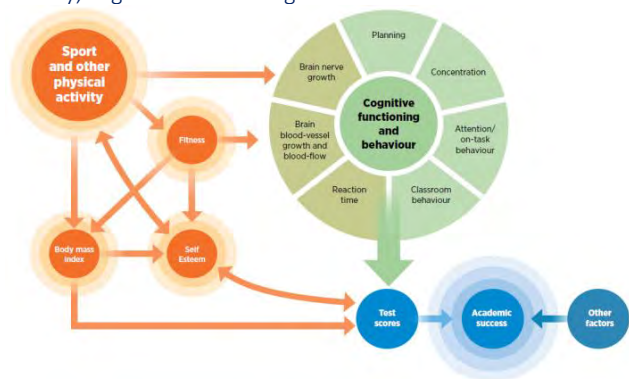 Sport
and other
physical
activity
Fitness
Body mass
index
Self
Esteem
Planning
Brain nerve
growth
Concentration
Cognitive
functioning
and
behaviour
Brain
blood-vessel
growth and
blood-flow
Attention/
on-task
behaviour
Reaction
time
Classroom
behaviour
Test
scores
Academic
success
Other
factors